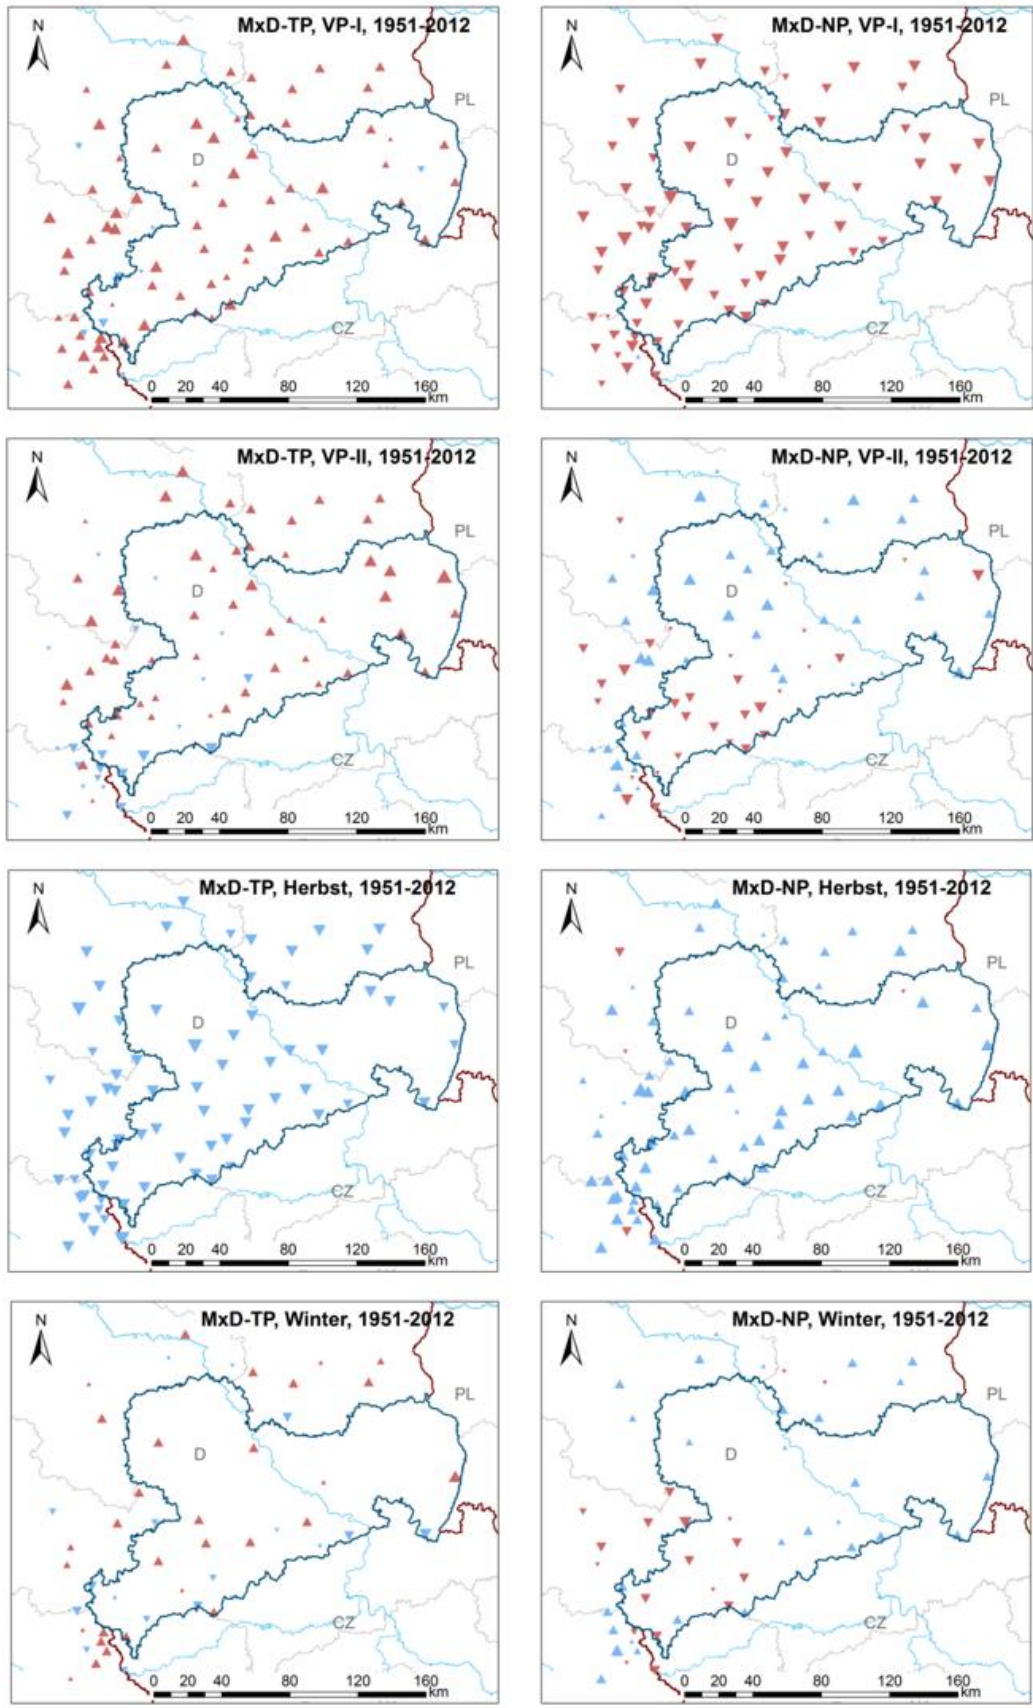 N
MxD-TP, VP-I, 1951-2012
PL
D
CZ
0 20 40 80 120 160
km
N
MxD-NP, VP-I, 1951-2012
PL
D
CZ
0 20 40 80 120 160
km
N
MxD-TP, VP-II, 1951-2012
PL
D
CZ
0 20 40 80 120 160
km
N
MxD-NP, VP-II, 1951-2012
PL
D
CZ
0 20 40 80 120 160
km
N
MxD-TP, Herbst, 1951-2012
PL
D
CZ
0 20 40 80 120 160
km
N
MxD-NP, Herbst, 1951-2012
PL
D
CZ
0 20 40 80 120 160
km
N
MxD-TP, Winter, 1951-2012
PL
D
CZ
0 20 40 80 120 160
km
N
MxD-NP, Winter, 1951-2012
PL
D
CZ
0 20 40 80 120 160
km